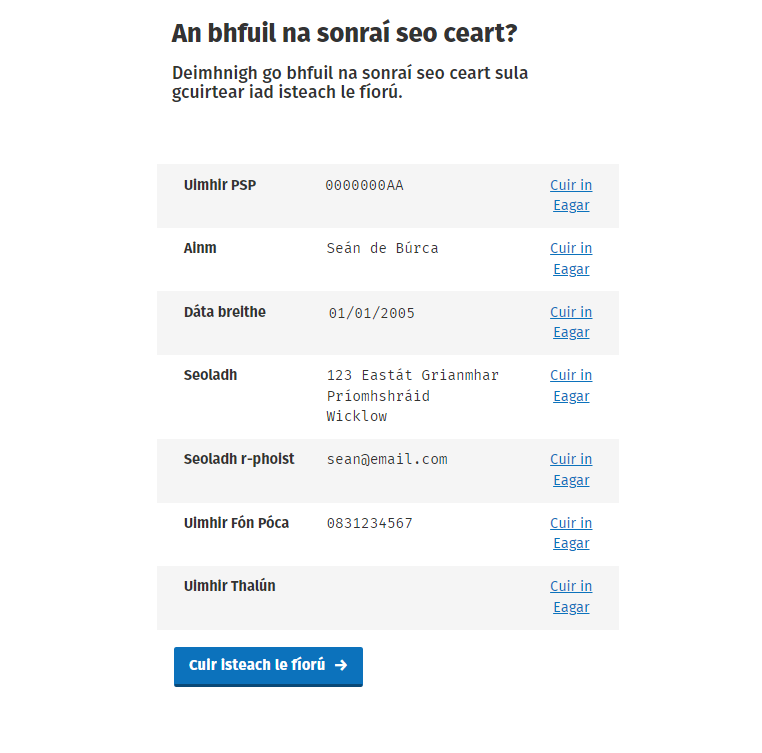 An bhfuil na sonraí seo ceart?
Deimhnigh go bhfuil na sonraí seo ceart sula
gcuirtear iad isteach le fíorú.
Uimhir PSP 0000000AA Cuir in
Eagar
Ainm Seán de Búrca Cuir in
Eagar
Dáta breithe 01/01/2005 Cuir in
Eagar
Seoladh 123 Eastát Grianmhar Cuir in
Príomhshráid Eagar
Wicklow
Seoladh r-phoist sean@email.com Cuir in
Eagar
Uimhir Fón Póca 0831234567 Cuir in
Eagar
Uimhir Thalún Cuir in
Eagar
Cuir isteach le fíorú →